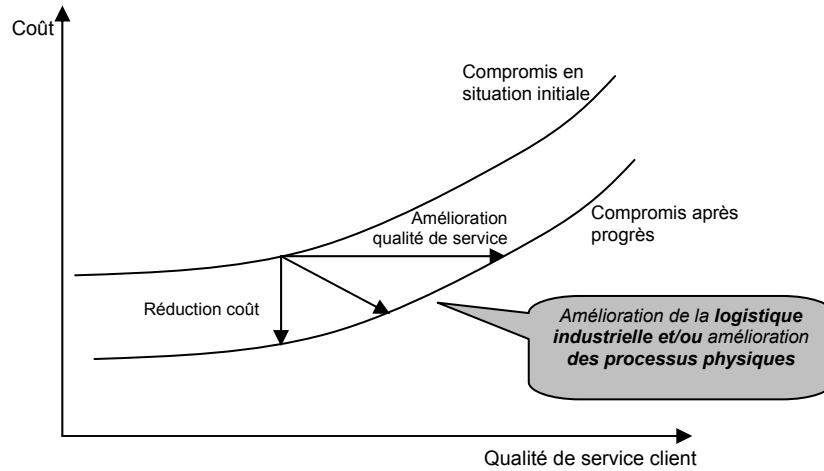 Coût
Compromis en
situation initiale
Amélioration
qualité de service
Compromis après
progrès
Réduction coût
Amélioration de la logistique
industrielle et/ou amélioration
des processus physiques
Qualité de service client